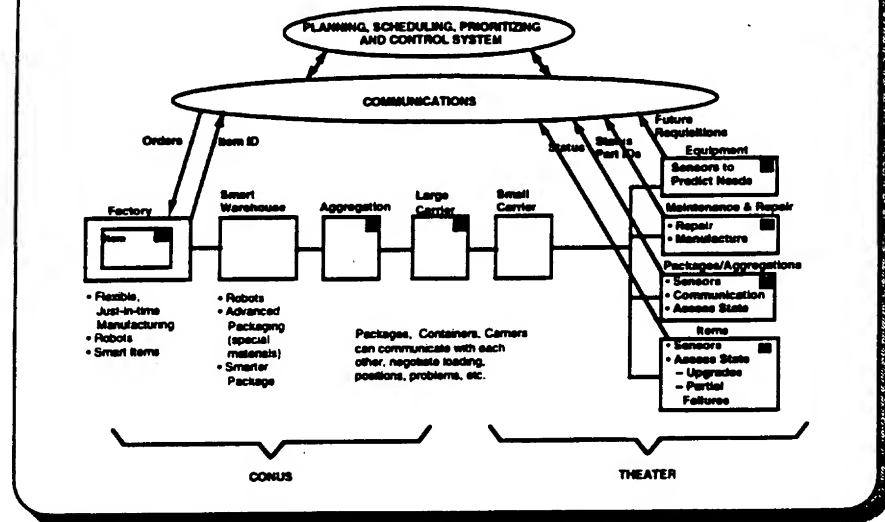 PLANNING, SCHEDULING, PRIORITIZING
AND CONTROL SYSTEM
COMMUNICATIONS
Orders
Item ID
Status
Status
Part IDs
Future
Requisitions
Equipment
Sensors to
Predict Needs
Factory
Item
Smart
Warehouse
Aggregation
Large
Carrier
Small
Carrier
Maintenance & Repair
• Repair
• Manufacture
Packages/Aggregations
• Sensors
• Communication
• Assess State
Items
• Sensors
• Assess State
– Upgrades
– Partial
Failures
• Flexible,
Just-in-time
Manufacturing
• Robots
• Smart Items
• Robots
• Advanced
Packaging
(special
materials)
• Smarter
Package
Packages, Containers, Carriers
can communicate with each
other, negotiate loading,
positions, problems, etc.
CONUS
THEATER